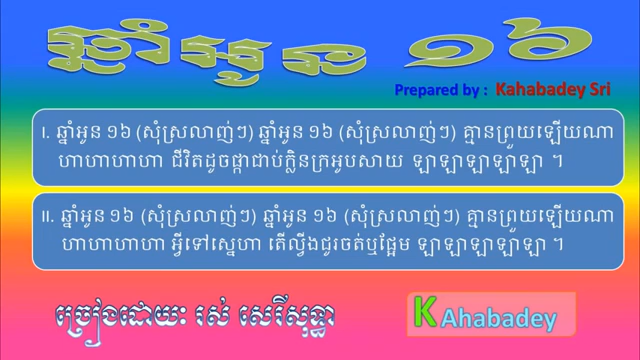 ឆ្នាំអូន ១៦
Prepared by : Kahabadey Sri
I. ឆ្នាំអូន ១៦ (សុំស្រលាញ់ៗ) ឆ្នាំអូន ១៦ (សុំស្រលាញ់ៗ) គ្មានព្រួយឡើយណា
ហាហាហាហា ជីវិតដូចផ្កាជាប់ក្លិនក្រអូបសាយ ឡាឡាឡាឡាឡា ។
II. ឆ្នាំអូន ១៦ (សុំស្រលាញ់ៗ) ឆ្នាំអូន ១៦ (សុំស្រលាញ់ៗ) គ្មានព្រួយឡើយណា
ហាហាហាហា អ្វីទៅស្នេហា តើល្វីងជូរចត់ឬផ្អែម ឡាឡាឡាឡាឡា ។
ច្រៀងដោយៈ រស់ សេរីសុទ្ធា
KAhabadey